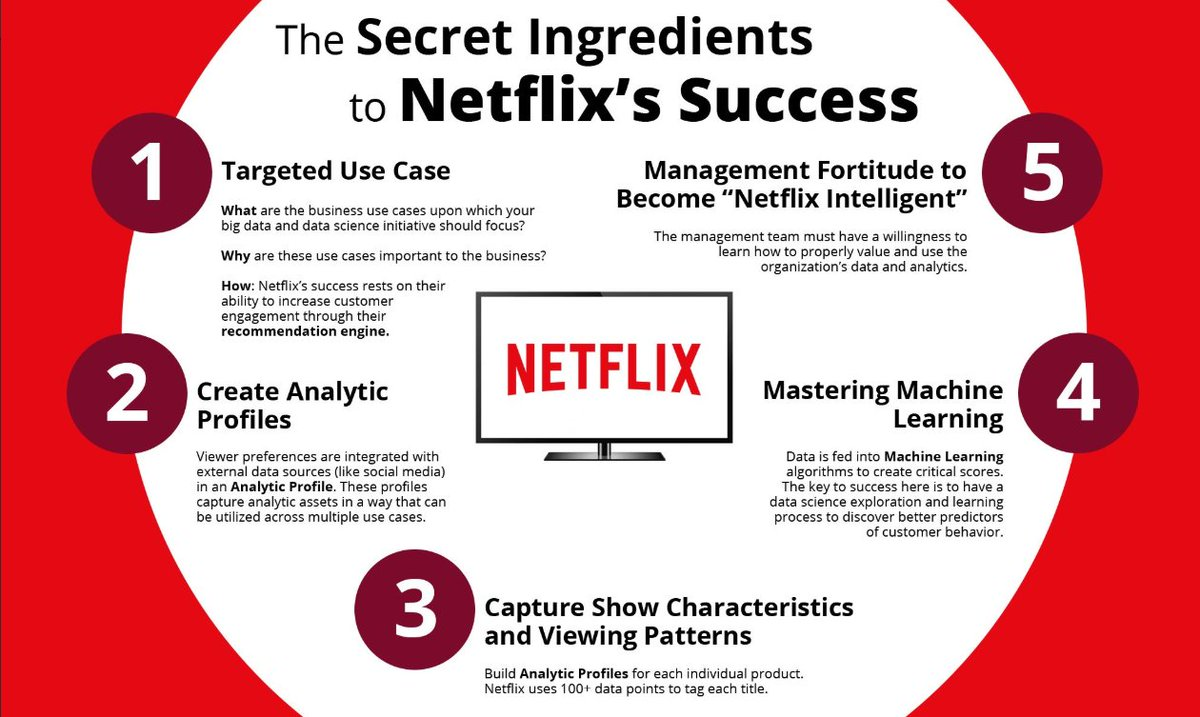 The Secret Ingredients
to Netflix's Success
1
Targeted Use Case
What are the business use cases upon which your
big data and data science initiative should focus?
Why are these use cases important to the business?
How: Netflix's success rests on their
ability to increase customer
engagement through their
recommendation engine.
2
Create Analytic
Profiles
Viewer preferences are integrated with
external data sources (like social media)
in an Analytic Profile. These profiles
capture analytic assets in a way that can
be utilized across multiple use cases.
3
Capture Show Characteristics
and Viewing Patterns
Build Analytic Profiles for each individual product.
Netflix uses 100+ data points to tag each title.
4
Mastering Machine
Learning
Data is fed into Machine Learning
algorithms to create critical scores.
The key to success here is to have a
data science exploration and learning
process to discover better predictors
of customer behavior.
5
Management Fortitude to
Become “Netflix Intelligent”
The management team must have a willingness to
learn how to properly value and use the
organization's data and analytics.
NETFLIX